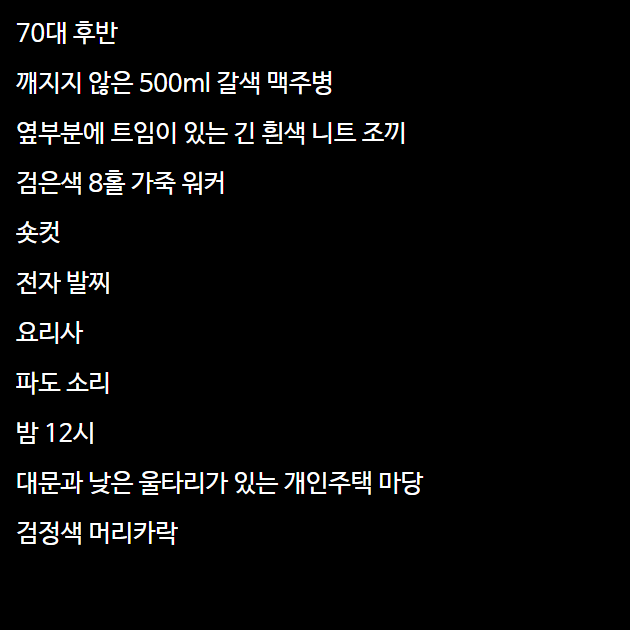 70대 후반
깨지지 않은 500ml 갈색 맥주병
옆부분에 트임이 있는 긴 흰색 니트 조끼
검은색 8홀 가죽 워커
숏컷
전자 발찌
요리사
파도 소리
밤 12시
대문과 낮은 울타리가 있는 개인주택 마당
검정색 머리카락